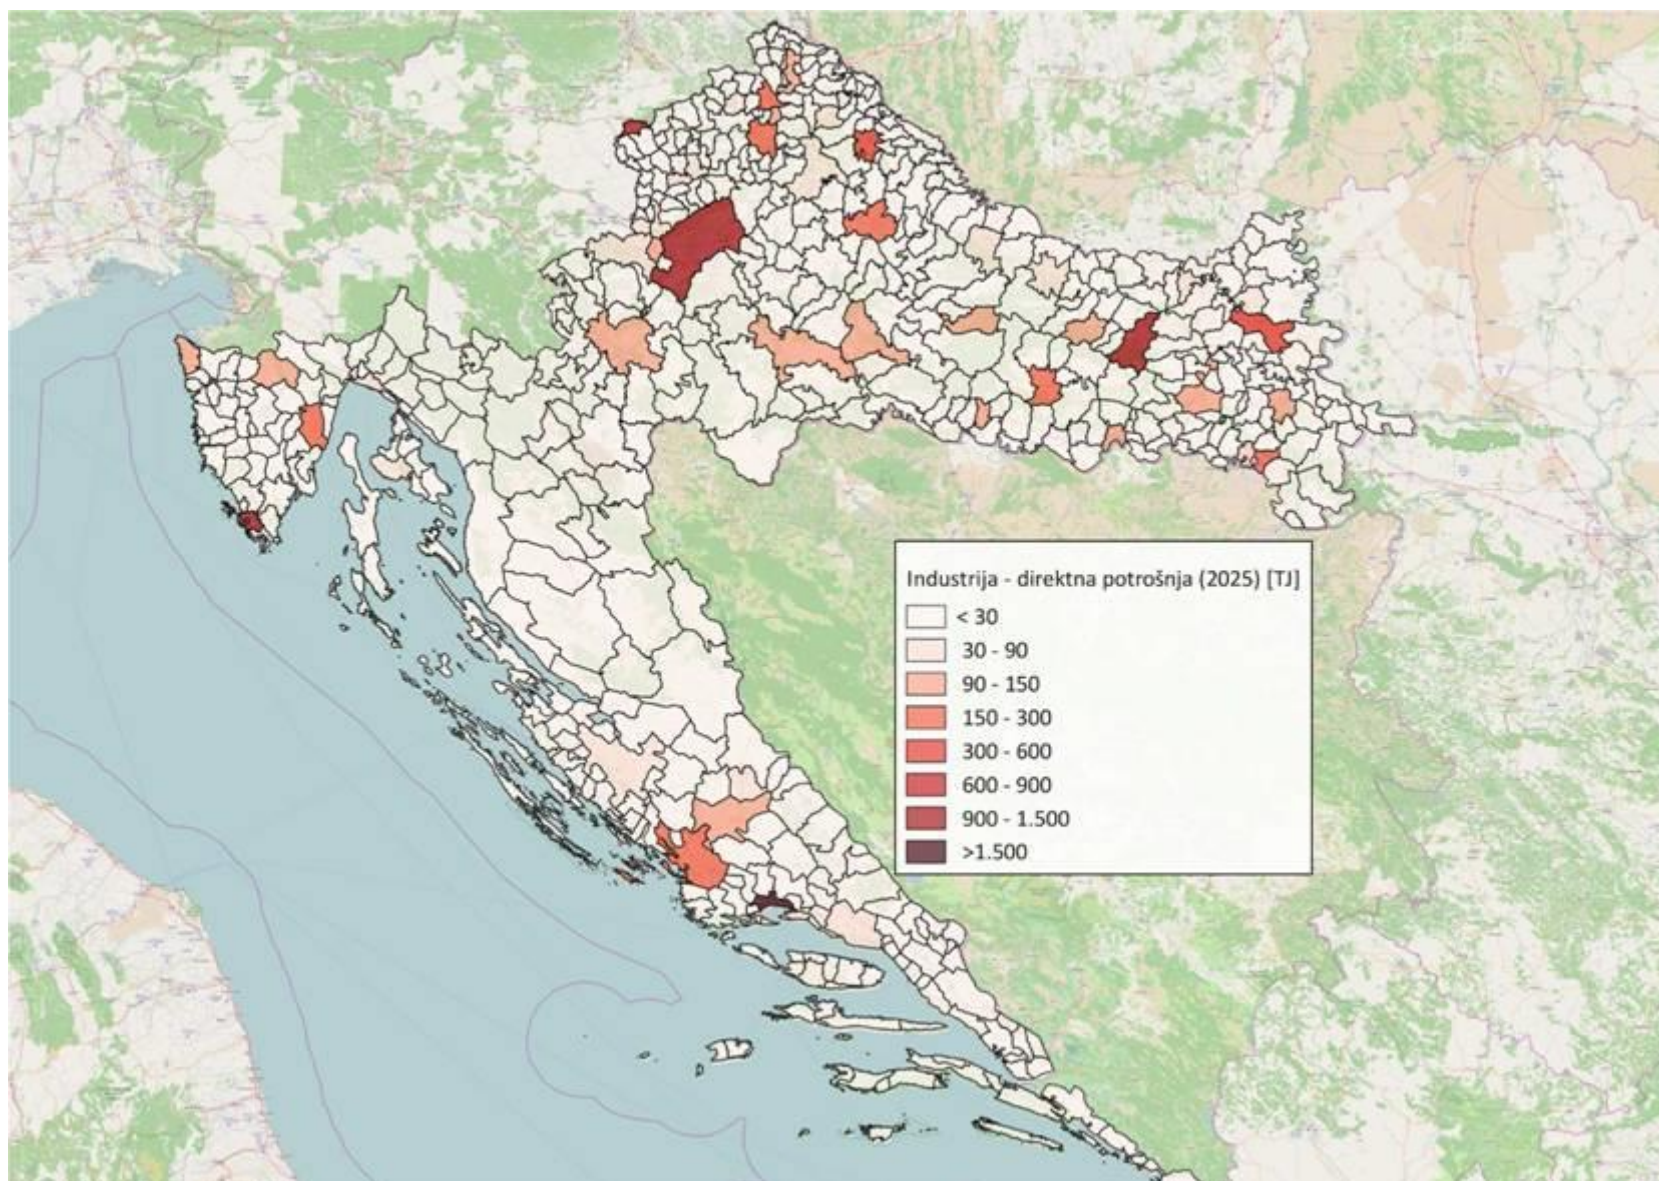 Industrija - direktna potrošnja (2025) [TJ]
< 30
30 - 90
90 - 150
150 - 300
300 - 600
600 - 900
900 - 1.500
>1.500